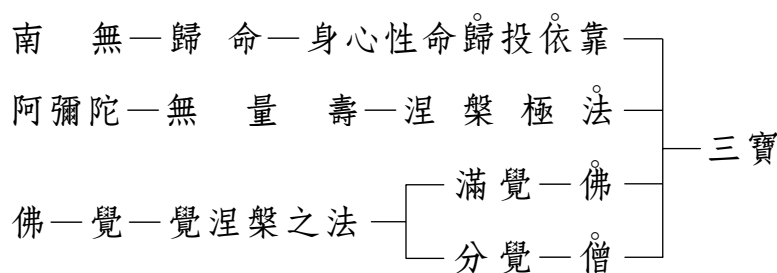 南無—歸命—身心性命歸投依靠
阿彌陀—無量壽—涅槃極法
三寶
滿覺—佛
佛—覺—覺涅槃之法
分覺—僧